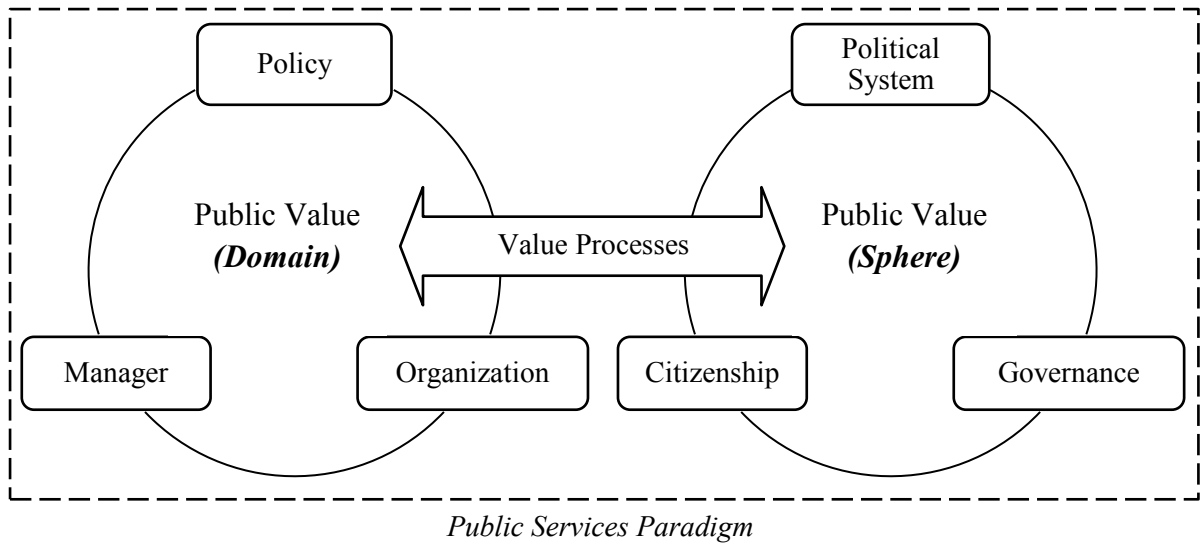 Policy
Political
System
Public Value
(Domain)
Value Processes
Public Value
(Sphere)
Manager
Organization
Citizenship
Governance
Public Services Paradigm